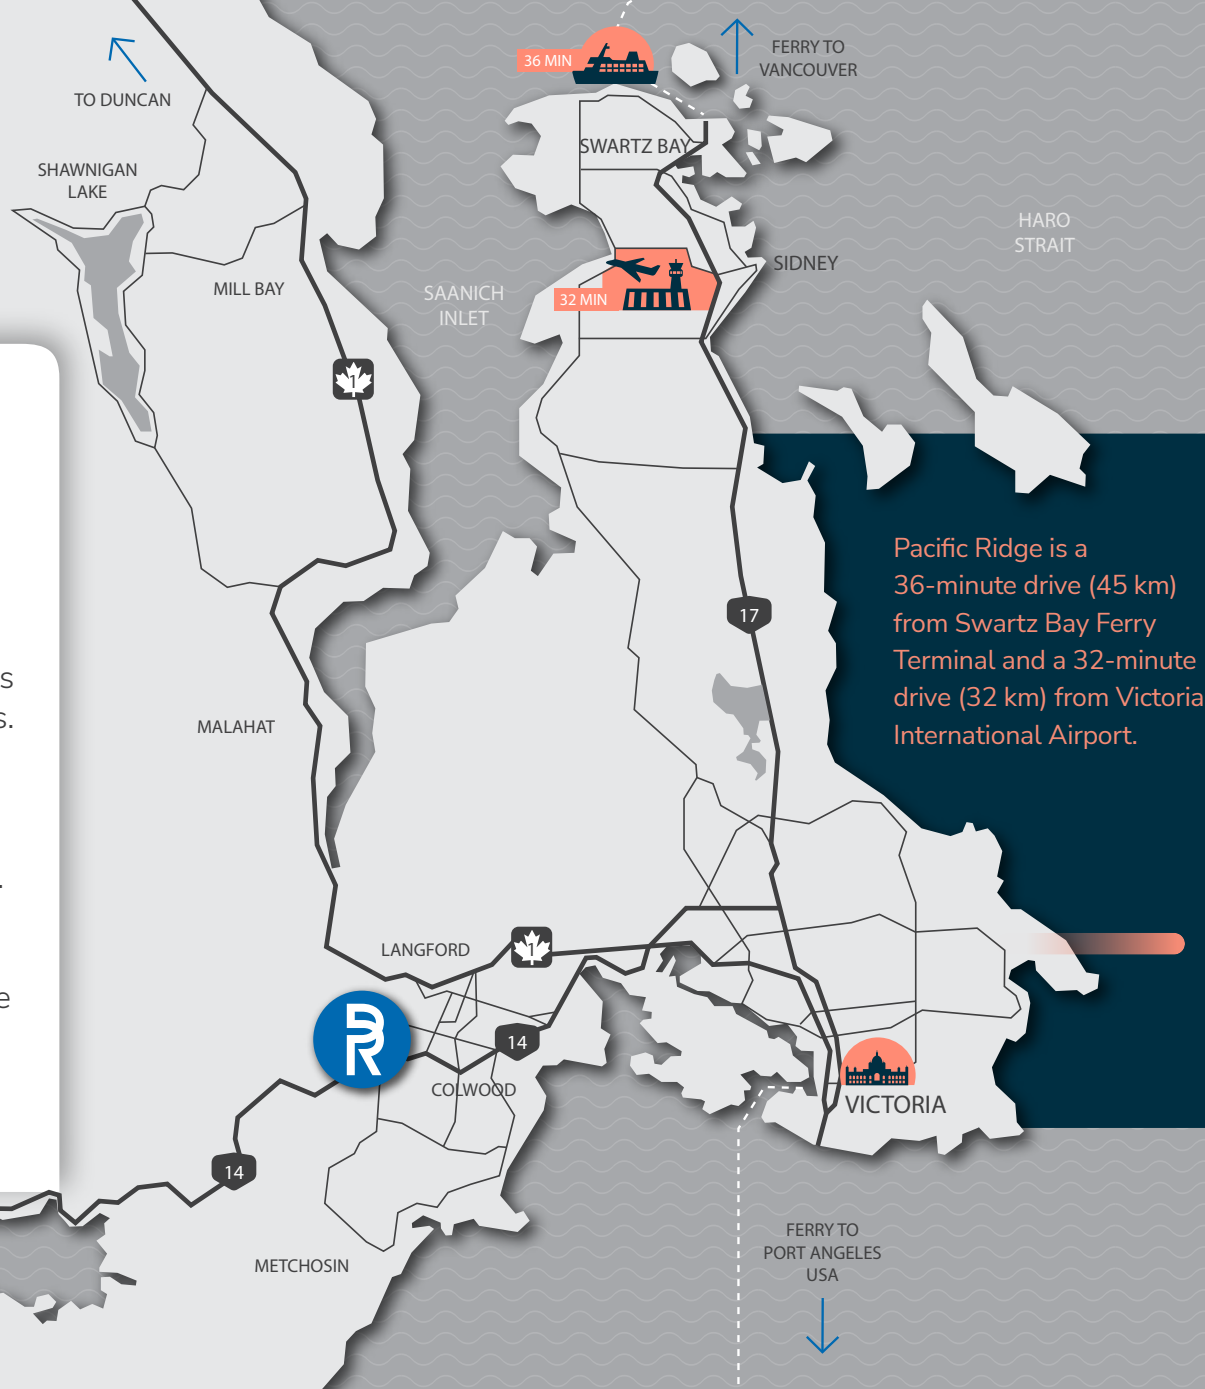 36 MIN
FERRY TO
VANCOUVER
TO DUNCAN
SWARTZ BAY
SHAWNIGAN
LAKE
HARO
STRAIT
SIDNEY
MILL BAY
SAANICH
INLET
32 MIN
1
Pacific Ridge is a
36-minute drive (45 km)
from Swartz Bay Ferry
Terminal and a 32-minute
drive (32 km) from Victoria
International Airport.
17
s
s.
MALAHAT
.
LANGFORD
1
e
R
14
COLWOOD
VICTORIA
14
FERRY TO
PORT ANGELES
USA
METCHOSIN